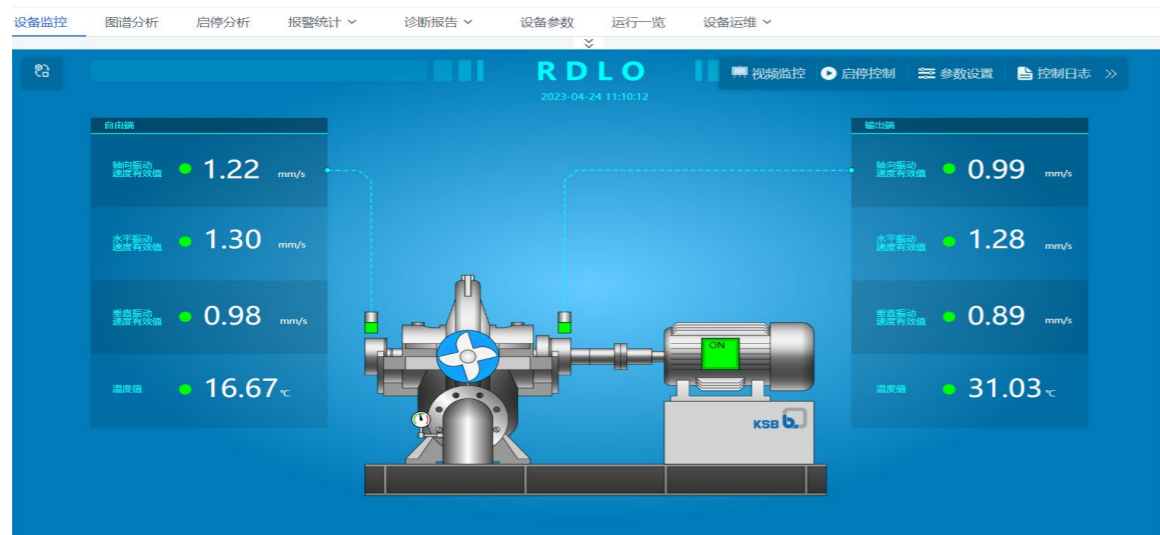 设备监控 图谱分析 启停分析 报警统计 诊断报告 设备参数 运行一览 设备运维
RDLO
视频监控 启停控制 参数设置 控制日志
2023-04-24 11:10:12
自由端
轴向振动
速度有效值
1.22 mm/s
水平振动
速度有效值
1.30 mm/s
垂直振动
速度有效值
0.98 mm/s
温度值 16.67 ℃
输出端
轴向振动
速度有效值
0.99 mm/s
水平振动
速度有效值
1.28 mm/s
垂直振动
速度有效值
0.89 mm/s
温度值 31.03 ℃
ON
KSB b.